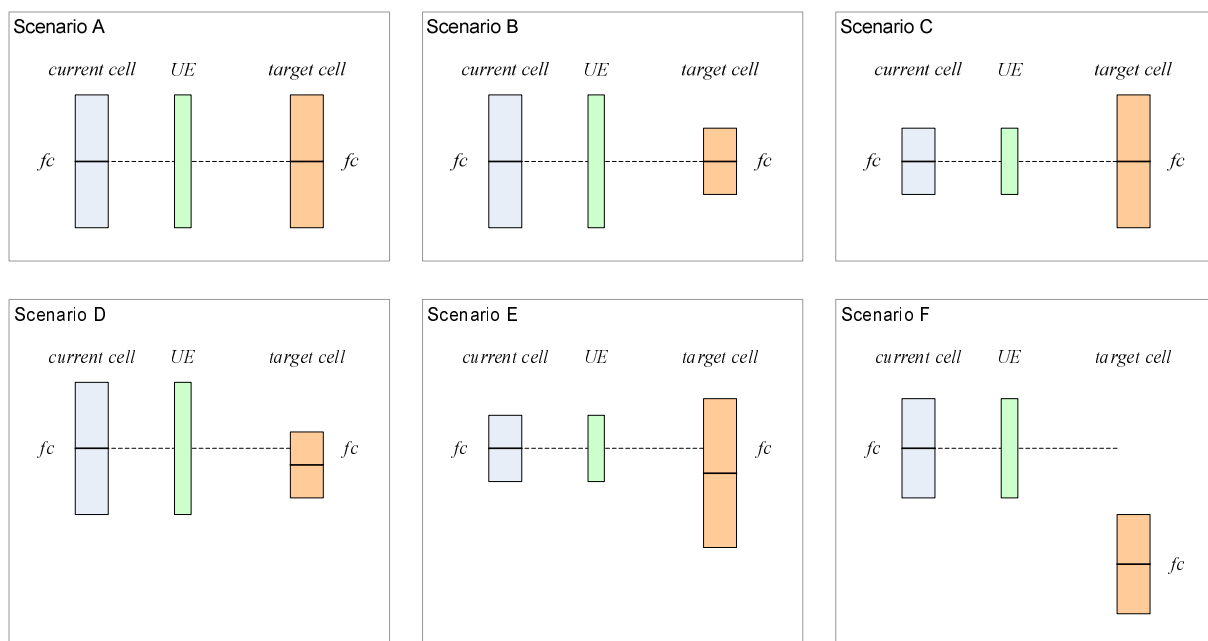 Scenario A
current cell UE target cell
fc fc
Scenario B
current cell UE target cell
fc fc
Scenario C
current cell UE target cell
fc fc
Scenario D
current cell UE target cell
fc fc
Scenario E
current cell UE target cell
fc fc
Scenario F
current cell UE target cell
fc
fc